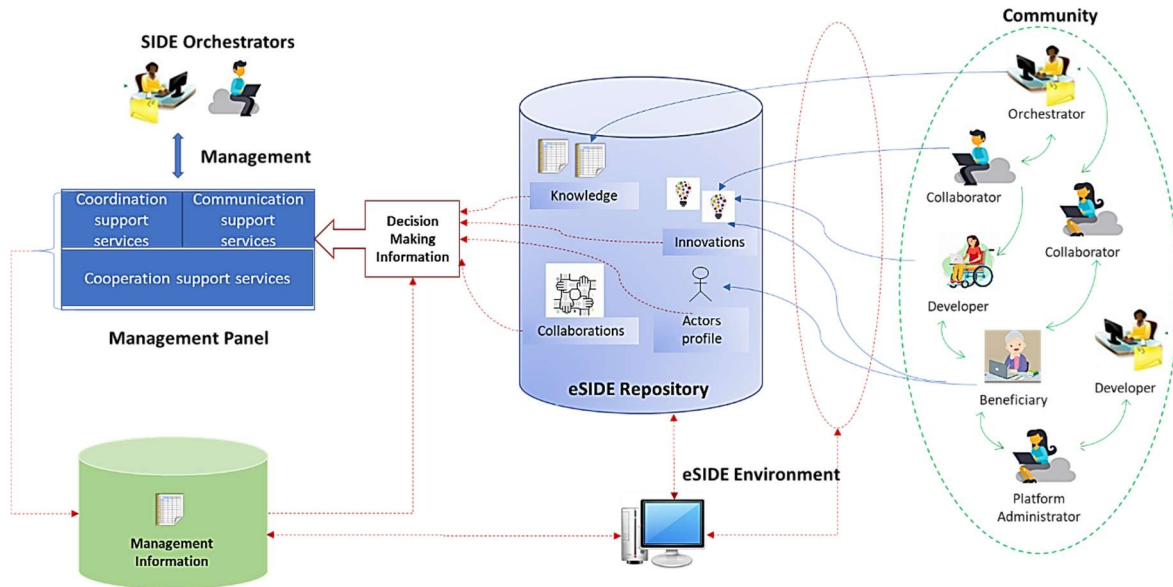 SIDE Orchestrators
Management
Coordination
support
services
Communication
support
services
Cooperation support services
Management Panel
Decision
Making
Information
Management
Information
Knowledge
Innovations
Collaborations
Actors
profile
eSIDE Repository
eSIDE Environment
Community
Orchestrator
Collaborator
Collaborator
Developer
Beneficiary
Developer
Platform
Administrator